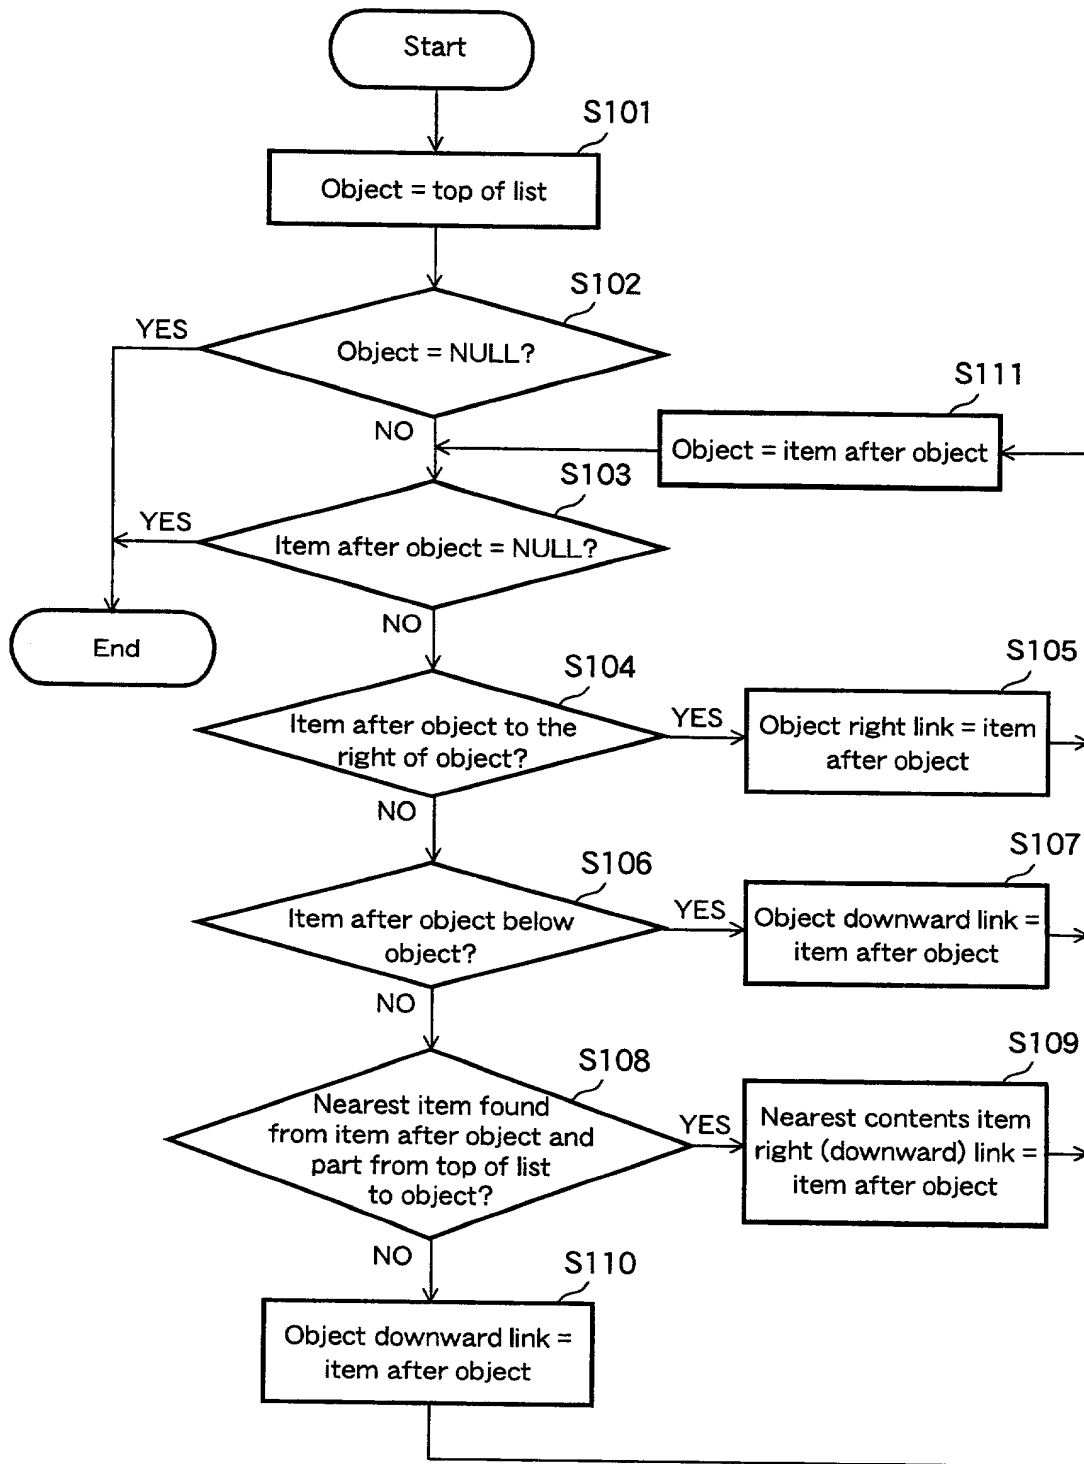 Start
S101
Object = top of list
S102
YES
Object = NULL?
NO
S111
Object = item after object
S103
YES
Item after object = NULL?
NO
End
S104
Item after object to the
right of object?
YES
S105
Object right link = item
after object
NO
S106
Item after object below
object?
YES
S107
Object downward link =
item after object
NO
S108
Nearest item found
from item after object and
part from top of list
to object?
YES
S109
Nearest contents item
right (downward) link =
item after object
NO
S110
Object downward link =
item after object